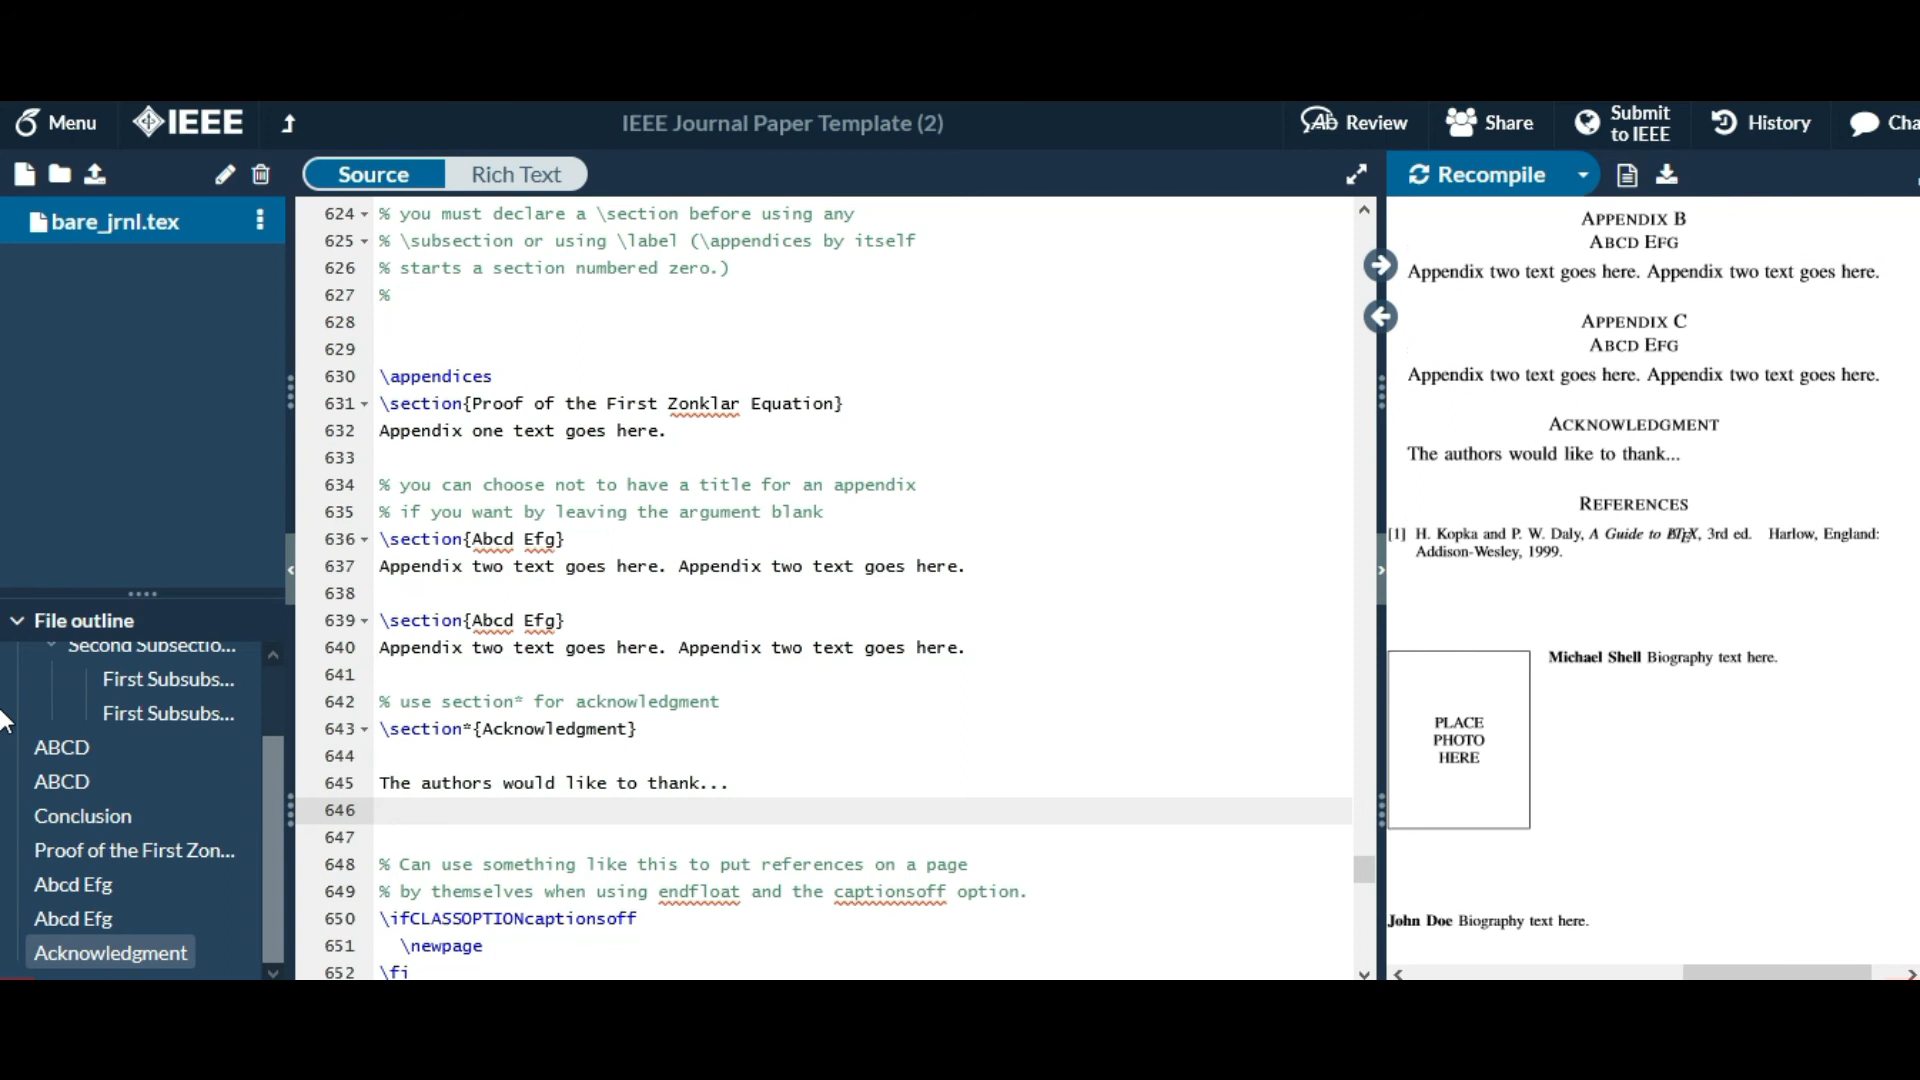 Menu
IEEE
IEEE Journal Paper Template (2)
Review
Share
Submit
to IEEE
History
Cha
Source
Rich Text
Recompile
bare_jrnl.tex
File outline
Second Subsectio...
First Subsubs...
First Subsubs...
ABCD
ABCD
Conclusion
Proof of the First Zon...
Abcd Efg
Abcd Efg
Acknowledgment
624 % you must declare a \section before using any
625 % \subsection or using \label (\appendices by itself
626 % starts a section numbered zero.)
627 %
628
629
630 \appendices
631 \section{Proof of the First Zonklar Equation}
632 Appendix one text goes here.
633
634 % you can choose not to have a title for an appendix
635 % if you want by leaving the argument blank
636 \section{Abcd Efg}
637 Appendix two text goes here. Appendix two text goes here.
638
639 \section{Abcd Efg}
640 Appendix two text goes here. Appendix two text goes here.
641
642 % use section* for acknowledgment
643 \section*{Acknowledgment}
644
645 The authors would like to thank...
646
647
648 % Can use something like this to put references on a page
649 % by themselves when using endfloat and the captionsoff option.
650 \ifCLASSOPTIONcaptionsoff
651 \newpage
652 \fi
APPENDIX B
ABCD EFG
Appendix two text goes here. Appendix two text goes here.
APPENDIX C
ABCD EFG
Appendix two text goes here. Appendix two text goes here.
ACKNOWLEDGMENT
The authors would like to thank...
REFERENCES
[1] H. Kopka and P. W. Daly, A Guide to LATEX, 3rd ed. Harlow, England:
Addison-Wesley, 1999.
Michael Shell Biography text here.
PLACE
PHOTO
HERE
John Doe Biography text here.